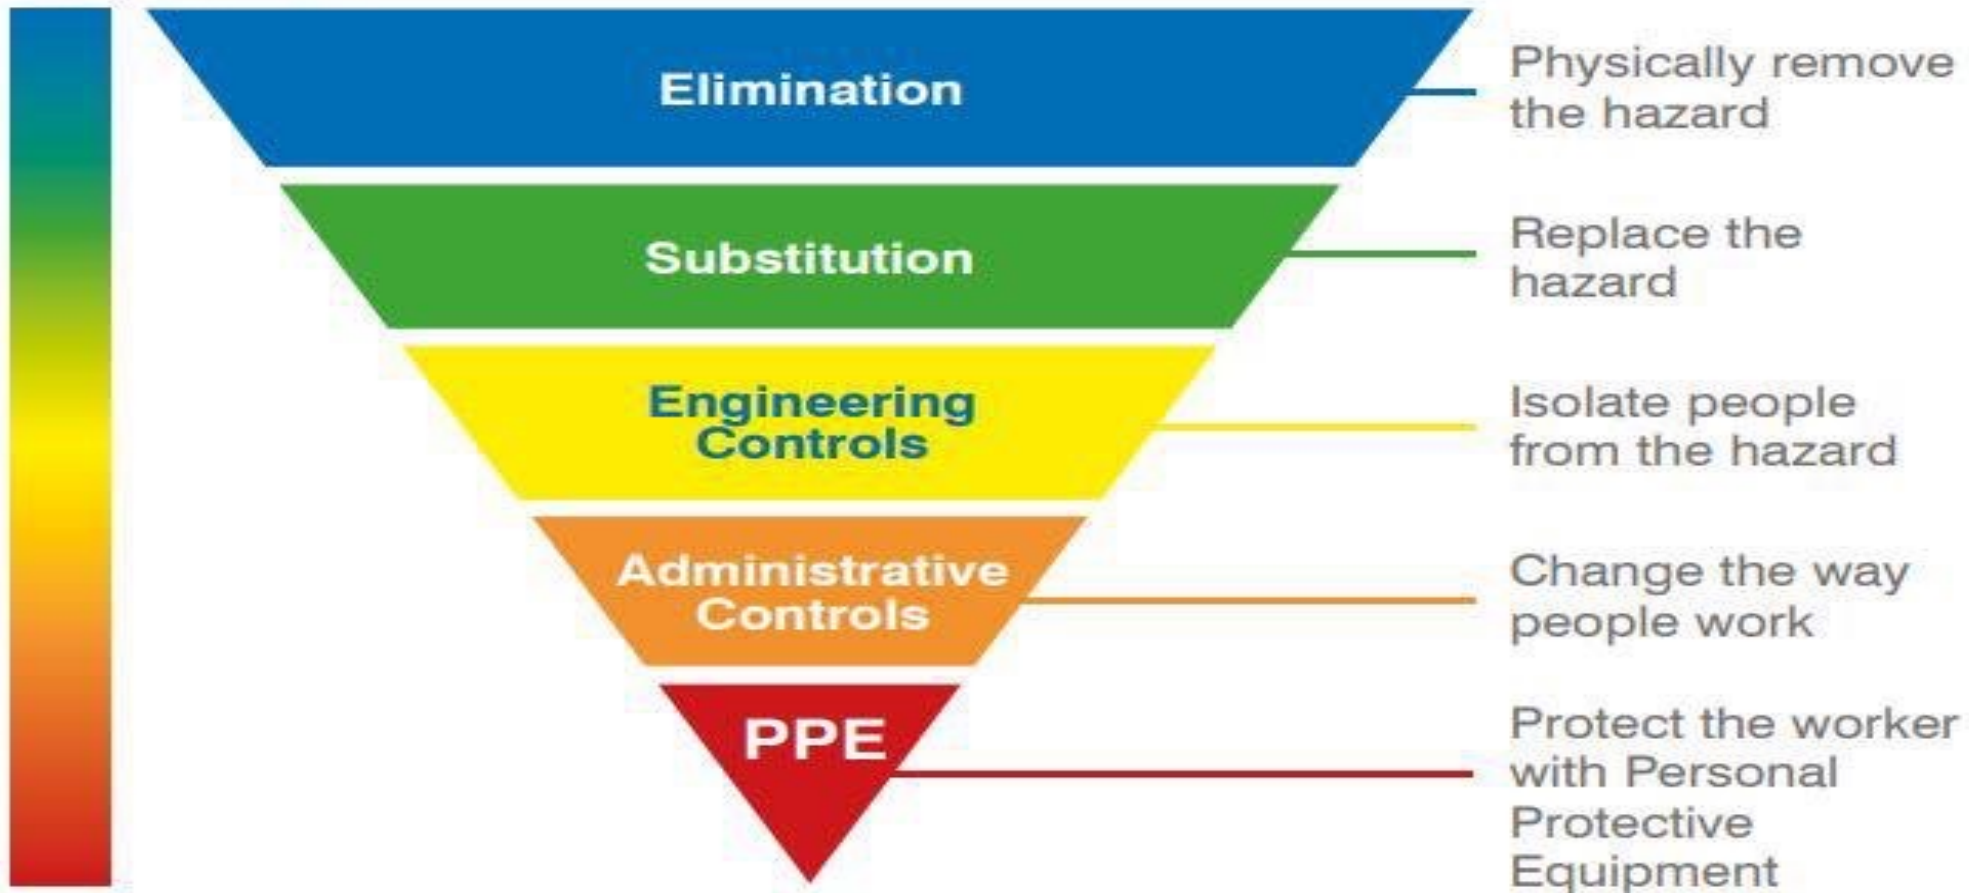 Elimination
Physically remove
the hazard
Substitution
Replace the
hazard
Engineering
Controls
Isolate people
from the hazard
Administrative
Controls
Change the way
people work
PPE
Protect the worker
with Personal
Protective
Equipment